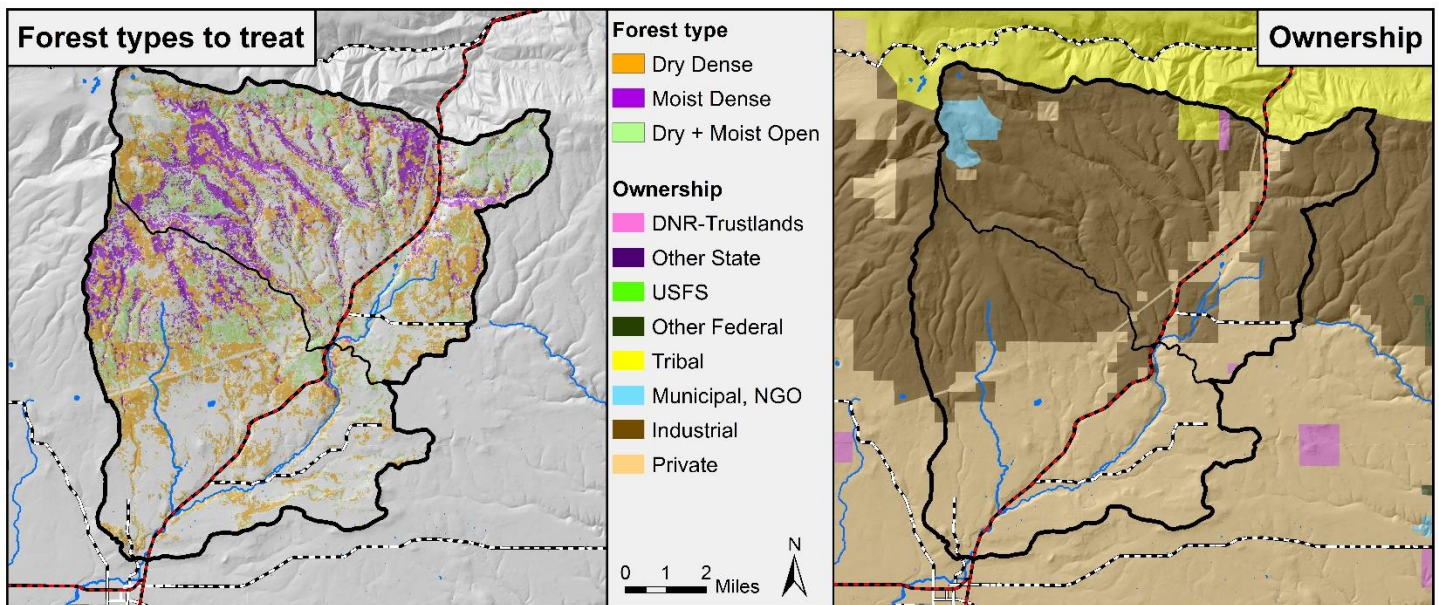 Forest types to treat
Forest type
Dry Dense
Moist Dense
Dry + Moist Open
Ownership
DNR-Trustlands
Other State
USFS
Other Federal
Tribal
Municipal, NGO
Industrial
Private
N
0 1 2
Miles
Ownership